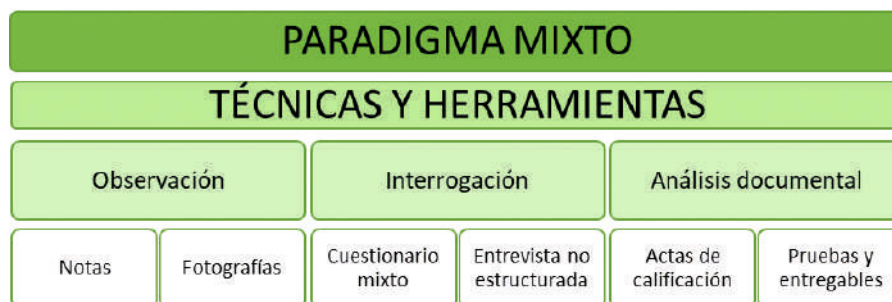 PARADIGMA MIXTO
TÉCNICAS Y HERRAMIENTAS
Observación
Interrogación
Análisis documental
Notas
Fotografías
Cuestionario
mixto
Entrevista no
estructurada
Actas de
calificación
Pruebas y
entregables